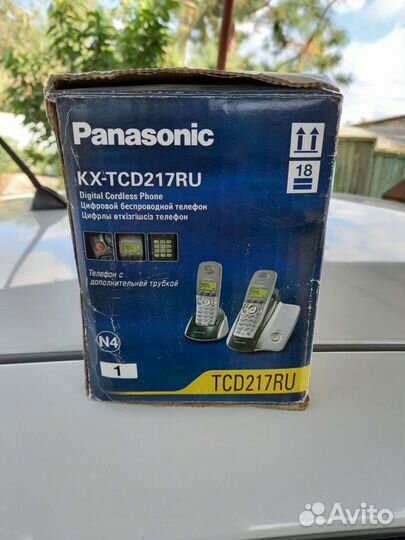 Panasonic
KX-TCD217RU
Digital Cordless Phone
Цифровой беспроводной телефон
Цифрлы өткізгішсіз телефон
18
Телефон с
дополнительной трубкой
N4
1
TCD217RU
Avito